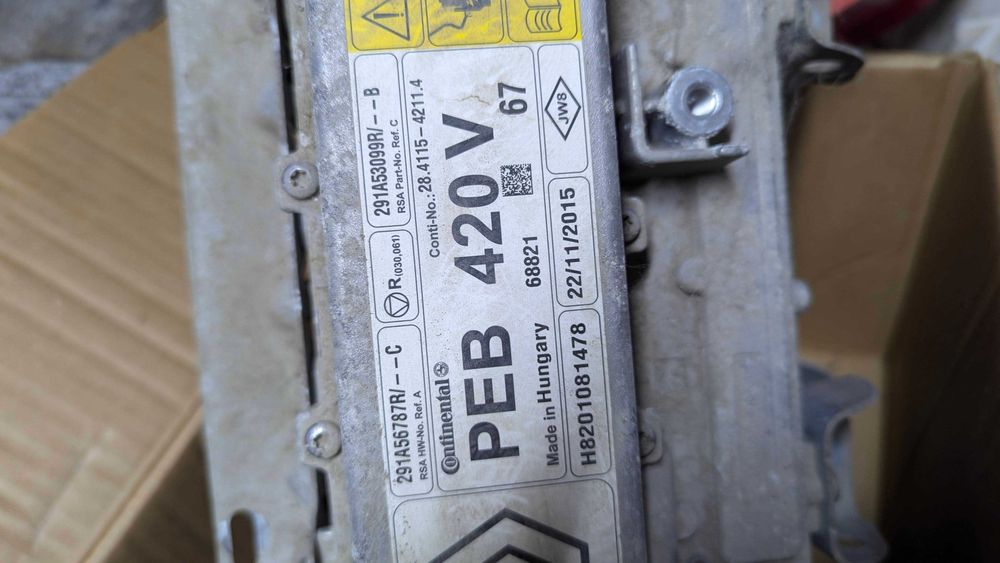 291A56787R/--C
RSA HW-No. Ref. A
R(030,061)
291A53099R/--B
RSA Part-No. Ref. C
Continental
Conti-No.: 28.4115-4211.4
PEB 420 V
67
Made in Hungary
68821
H8201081478
22/11/2015
JW8